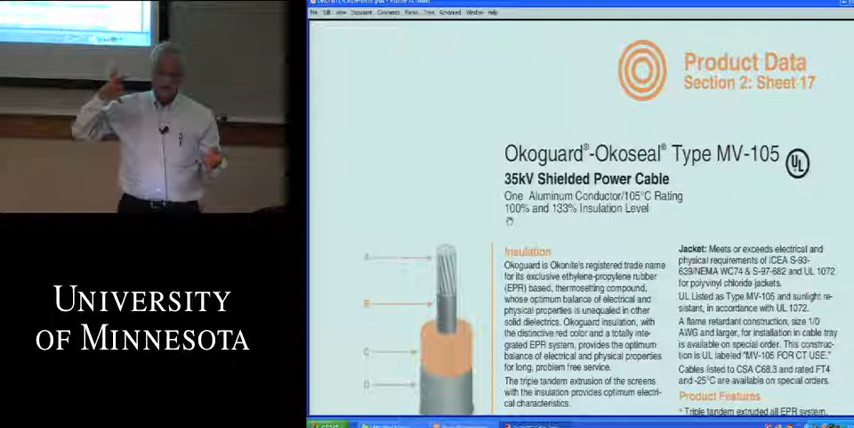 UNIVERSITY
OF MINNESOTA
Document
Comments
Advanced
Window
Help
Product Data
Section 2: Sheet 17
Okoguard®-Okoseal® Type MV-105
UL
35kV Shielded Power Cable
One Aluminum Conductor/105°C Rating
100% and 133% Insulation Level
A
B
C
D
Insulation
Okoguard is Okonite's registered trade name
for its exclusive ethylene-propylene rubber
(EPR) based, thermosetting compound,
whose optimum balance of electrical and
physical properties is unequaled in other
solid dielectrics. Okoguard insulation, with
the distinctive red color and a totally inte-
grated EPR system, provides the optimum
balance of electrical and physical properties
for long, problem free service.
The triple tandem extrusion of the screens
with the insulation provides optimum electri-
cal characteristics.
Jacket: Meets or exceeds electrical and
physical requirements of ICEA S-93-
639/NEMA WC74 & S-97-682 and UL 1072
for polyvinyl chloride jackets.
UL Listed as Type MV-105 and sunlight re-
sistant, in accordance with UL 1072.
A flame retardant construction, size 1/0
AWG and larger, for installation in cable tray
is available on special order. This construc-
tion is UL labeled "MV-105 FOR CT USE."
Cables listed to CSA C68.3 and rated FT4
and -25°C are available on special orders.
Product Features
• Triple tandem extruded all EPR system.